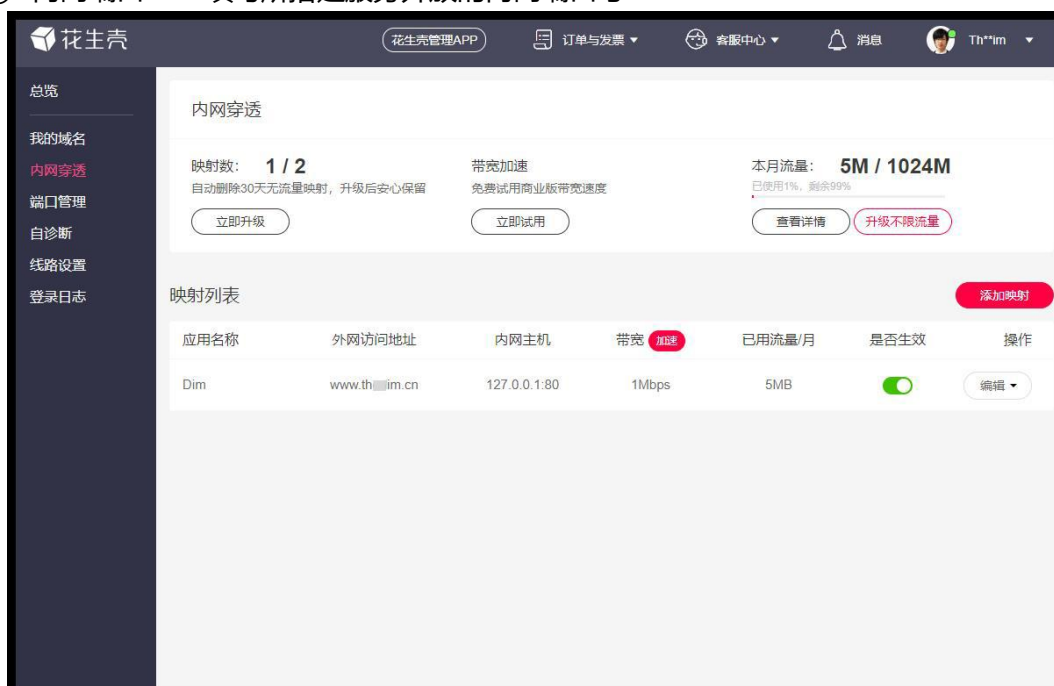 花生壳 花生壳管理APP 订单与发票 客服中心 消息 Th**im
总览
我的域名
内网穿透
端口管理
自诊断
线路设置
登录日志
内网穿透
映射数: 1 / 2
自动删除30天无流量映射，升级后安心保留
立即升级
带宽加速
免费试用商业版带宽速度
立即试用
本月流量: 5M / 1024M
已使用1%，剩余99%
查看详情 升级不限流量
映射列表 添加映射
应用名称 外网访问地址 内网主机 带宽 加速 已用流量/月 是否生效 操作
Dim www.th im.cn 127.0.0.1:80 1Mbps 5MB 编辑